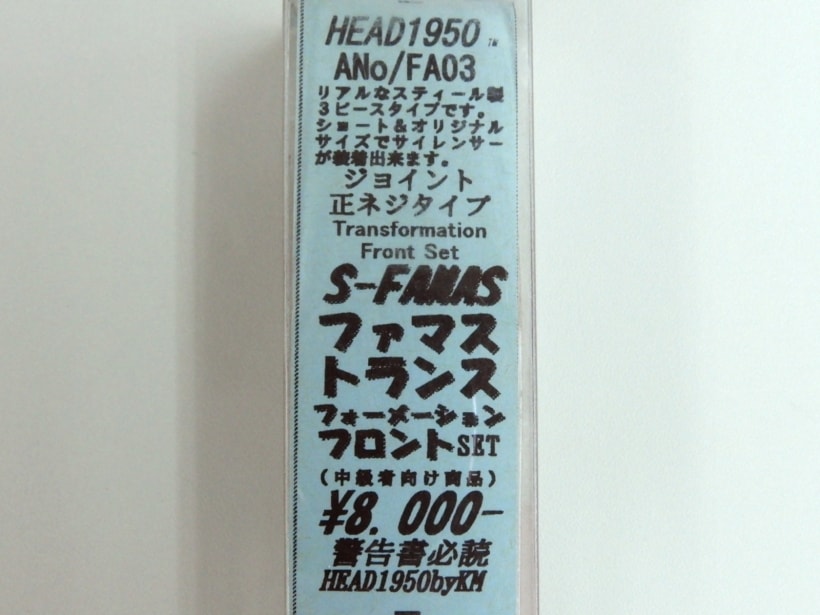 HEAD1950 TM
ANo/FA03
リアルなスティール製
3ピースタイプです。
ショート&オリジナル
サイズでサイレンサー
が装着出来ます。
ジョイント
正ネジタイプ
Transformation
Front Set
S-FAMAS
ファマス
トランス
フォーメーション
フロントSET
(中級者向け商品)
¥8.000-
警告書必読
HEAD1950byKM